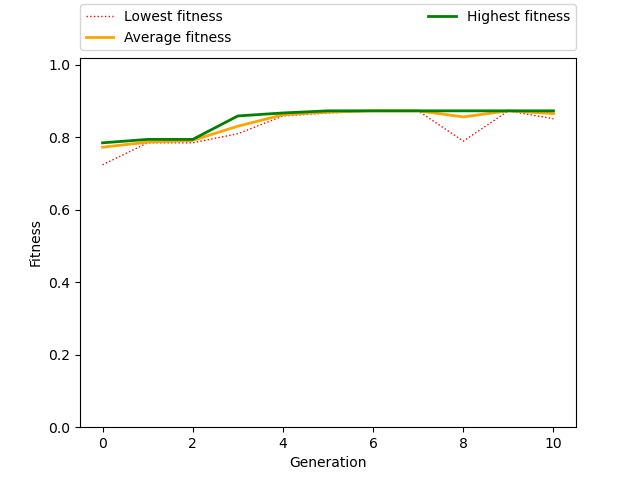 Lowest fitness
Average fitness
Highest fitness
1.0
0.8
0.6
0.4
0.2
0.0
Fitness
0 2 4 6 8 10
Generation